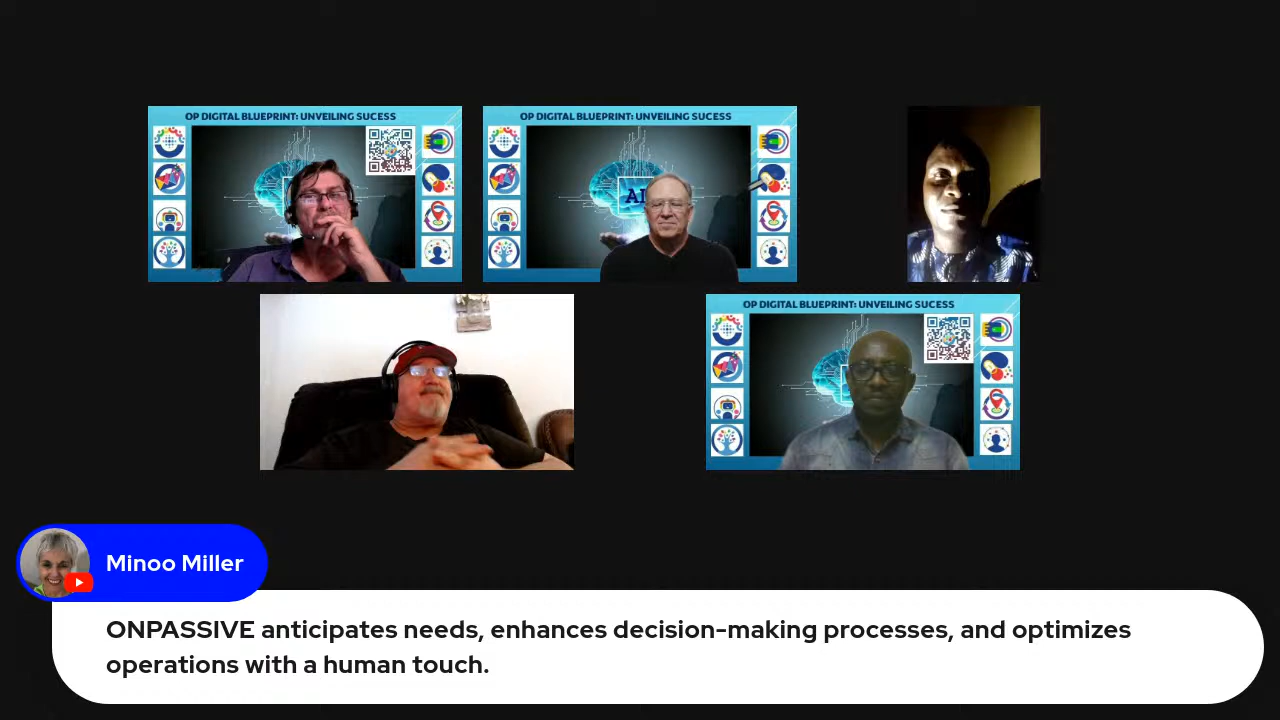 OP DIGITAL BLUEPRINT: UNVEILING SUCESS
OP DIGITAL BLUEPRINT: UNVEILING SUCESS
AI
OP DIGITAL BLUEPRINT: UNVEILING SUCESS
Minoo Miller
ONPASSIVE anticipates needs, enhances decision-making processes, and optimizes
operations with a human touch.